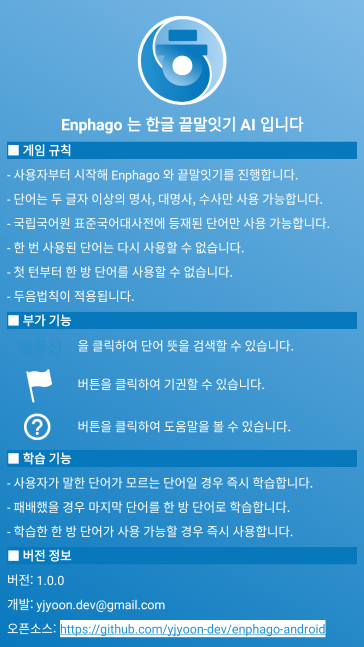 Enphago 는 한글 끝말잇기 AI 입니다
■ 게임 규칙
- 사용자부터 시작해 Enphago 와 끝말잇기를 진행합니다.
- 단어는 두 글자 이상의 명사, 대명사, 수사만 사용 가능합니다.
- 국립국어원 표준국어대사전에 등재된 단어만 사용 가능합니다.
- 한 번 사용된 단어는 다시 사용할 수 없습니다.
- 첫 턴부터 한 방 단어를 사용할 수 없습니다.
- 두음법칙이 적용됩니다.
■ 부가 기능
을 클릭하여 단어 뜻을 검색할 수 있습니다.
버튼을 클릭하여 기권할 수 있습니다.
? 버튼을 클릭하여 도움말을 볼 수 있습니다.
■ 학습 기능
- 사용자가 말한 단어가 모르는 단어일 경우 즉시 학습합니다.
- 패배했을 경우 마지막 단어를 한 방 단어로 학습합니다.
- 학습한 한 방 단어가 사용 가능할 경우 즉시 사용합니다.
■ 버전 정보
버전: 1.0.0
개발: yjyoon.dev@gmail.com
오픈소스: https://github.com/yjyoon-dev/enphago-android